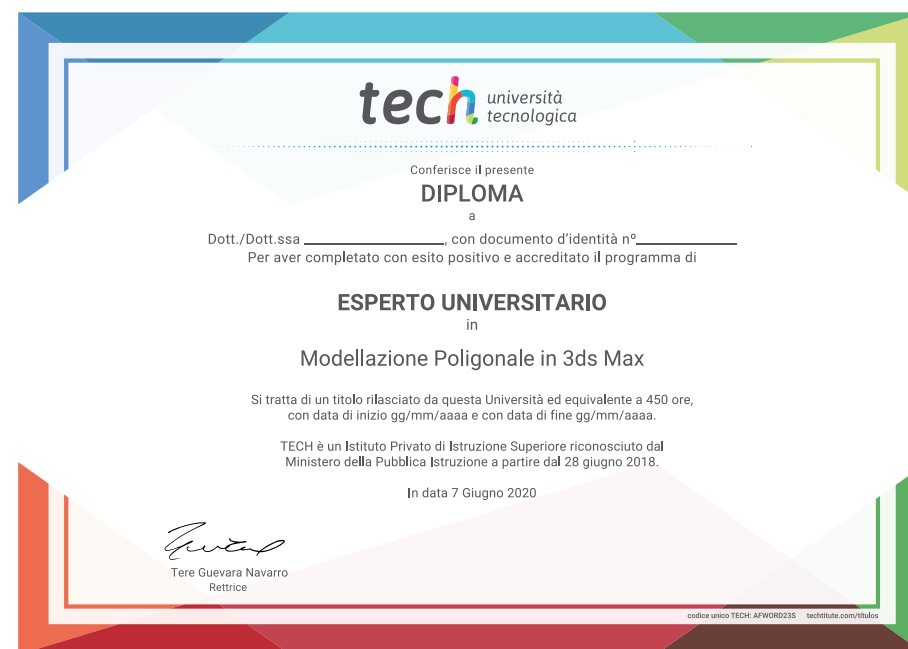 tech università
tecnologica
Conferisce il presente
DIPLOMA
a
Dott./Dott.ssa ________________, con documento d'identità nº____________
Per aver completato con esito positivo e accreditato il programma di
ESPERTO UNIVERSITARIO
in
Modellazione Poligonale in 3ds Max
Si tratta di un titolo rilasciato da questa Università ed equivalente a 450 ore,
con data di inizio gg/mm/aaaa e con data di fine gg/mm/aaaa.
TECH è un Istituto Privato di Istruzione Superiore riconosciuto dal
Ministero della Pubblica Istruzione a partire dal 28 giugno 2018.
In data 7 Giugno 2020
Tere Guevara Navarro
Rettrice
codice unico TECH: AFWORD23S techtitute.com/titulos